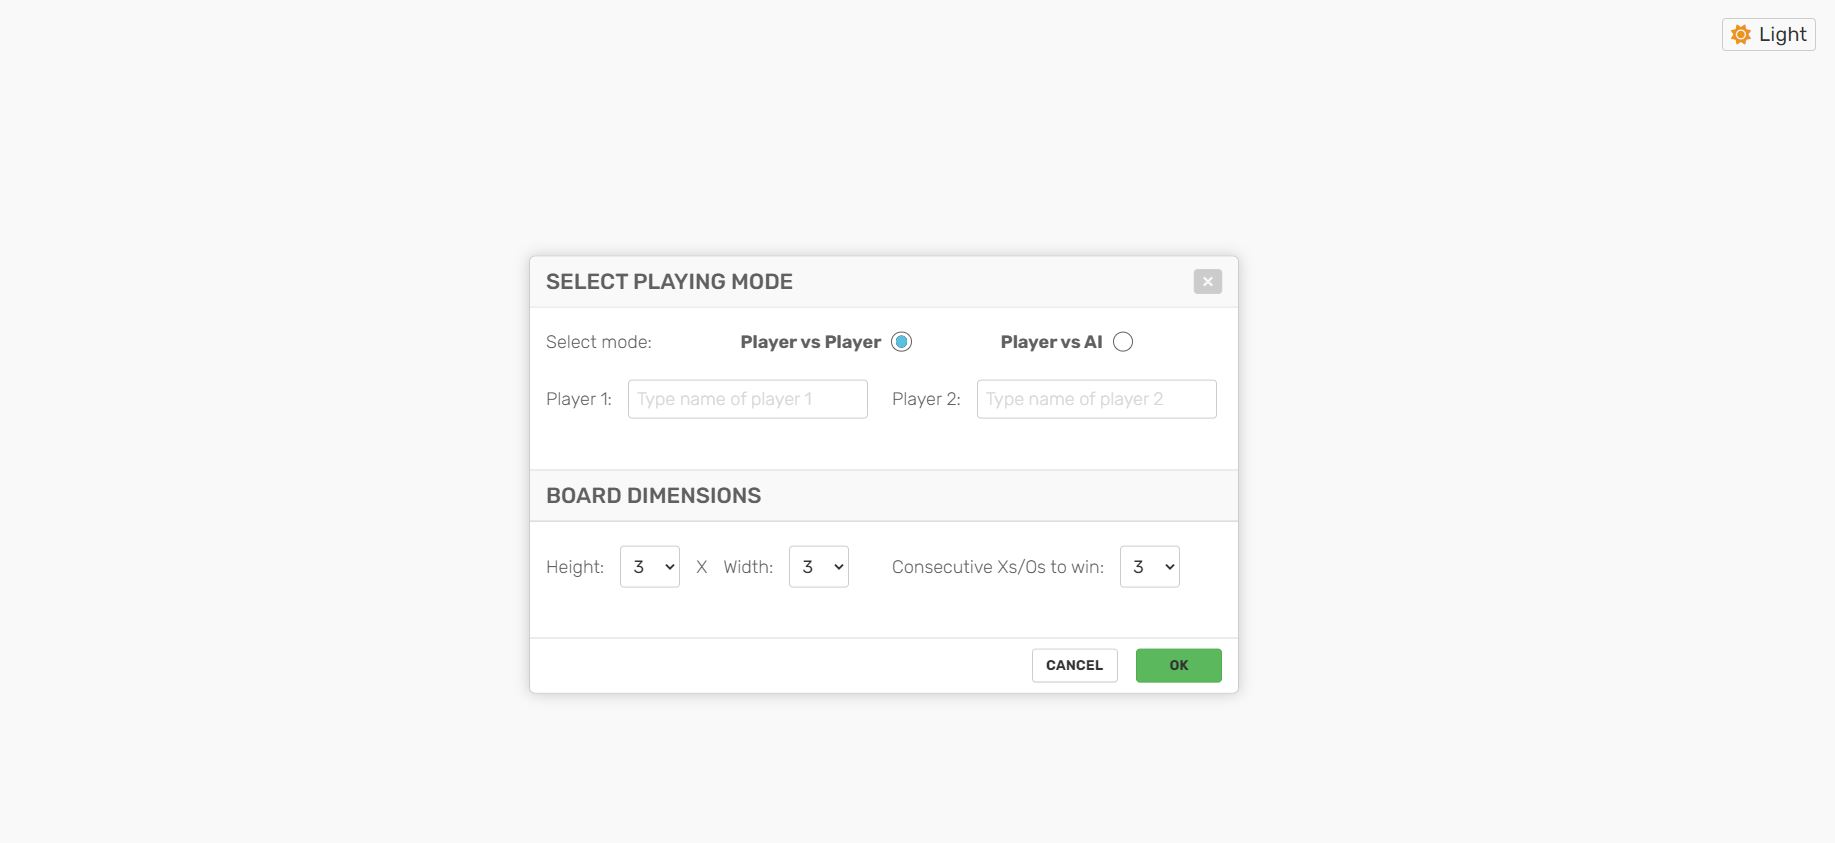 Light
SELECT PLAYING MODE
Select mode: Player vs Player Player vs AI
Player 1: Type name of player 1 Player 2: Type name of player 2
BOARD DIMENSIONS
Height: 3 X Width: 3 Consecutive Xs/Os to win: 3
CANCEL OK